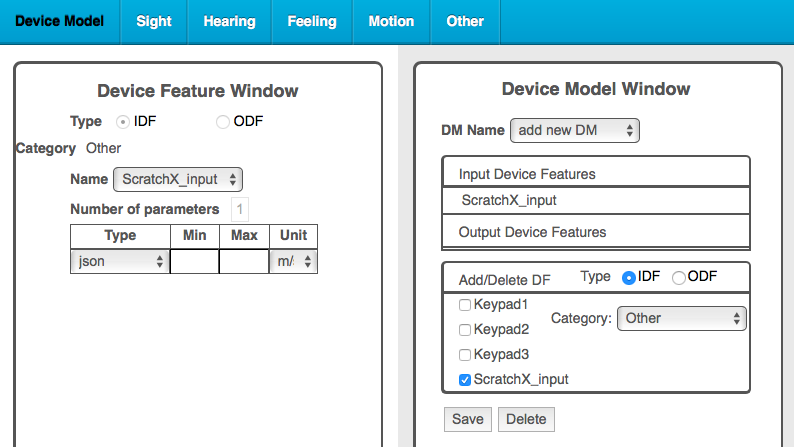 Device Model Sight Hearing Feeling Motion Other
Device Feature Window
Type IDF ODF
Category Other
Name ScratchX_input
Number of parameters 1
Type Min Max Unit
json m/
Device Model Window
DM Name add new DM
Input Device Features
ScratchX_input
Output Device Features
Add/Delete DF Type IDF ODF
Keypad1
Category: Other
Keypad2
Keypad3
ScratchX_input
Save Delete